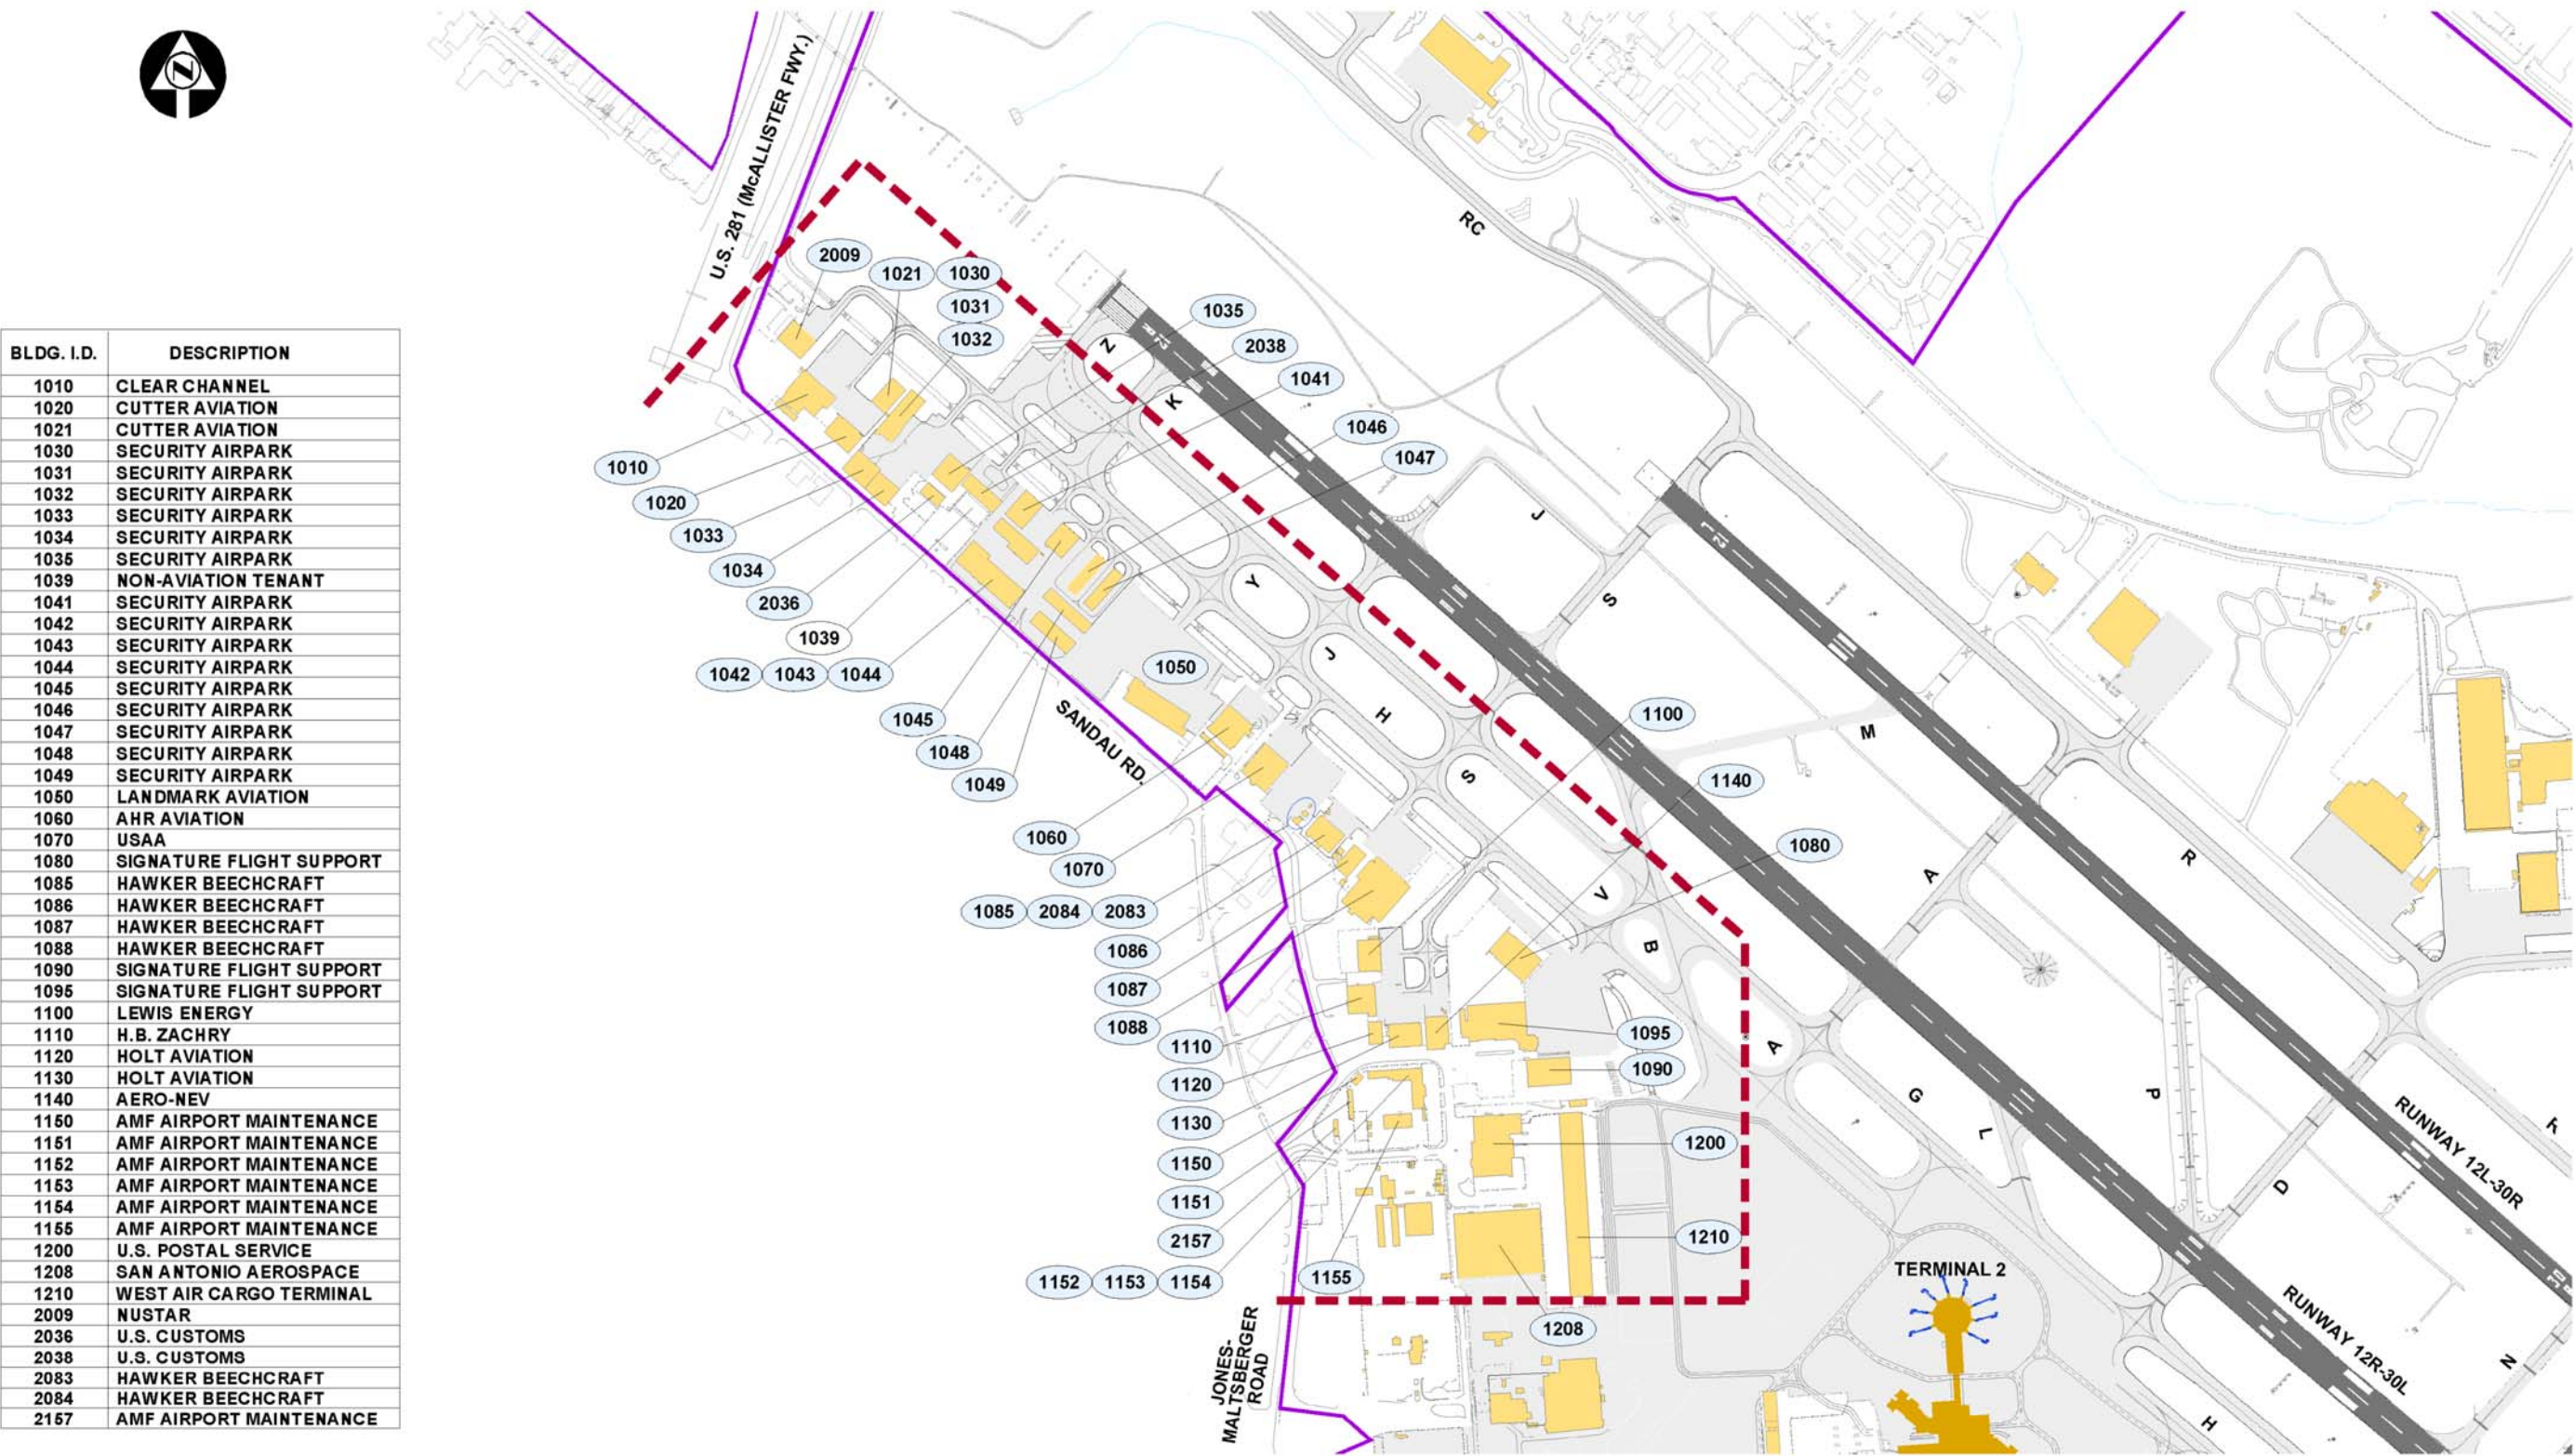 N
BLDG. I.D. DESCRIPTION
1010 CLEAR CHANNEL
1020 CUTTER AVIATION
1021 CUTTER AVIATION
1030 SECURITY AIRPARK
1031 SECURITY AIRPARK
1032 SECURITY AIRPARK
1033 SECURITY AIRPARK
1034 SECURITY AIRPARK
1035 SECURITY AIRPARK
1039 NON-AVIATION TENANT
1041 SECURITY AIRPARK
1042 SECURITY AIRPARK
1043 SECURITY AIRPARK
1044 SECURITY AIRPARK
1045 SECURITY AIRPARK
1046 SECURITY AIRPARK
1047 SECURITY AIRPARK
1048 SECURITY AIRPARK
1049 SECURITY AIRPARK
1050 LANDMARK AVIATION
1060 AHR AVIATION
1070 USAA
1080 SIGNATURE FLIGHT SUPPORT
1085 HAWKER BEECHCRAFT
1086 HAWKER BEECHCRAFT
1087 HAWKER BEECHCRAFT
1088 HAWKER BEECHCRAFT
1090 SIGNATURE FLIGHT SUPPORT
1095 SIGNATURE FLIGHT SUPPORT
1100 LEWIS ENERGY
1110 H.B. ZACHRY
1120 HOLT AVIATION
1130 HOLT AVIATION
1140 AERO-NEV
1150 AMF AIRPORT MAINTENANCE
1151 AMF AIRPORT MAINTENANCE
1152 AMF AIRPORT MAINTENANCE
1153 AMF AIRPORT MAINTENANCE
1154 AMF AIRPORT MAINTENANCE
1155 AMF AIRPORT MAINTENANCE
1200 U.S. POSTAL SERVICE
1208 SAN ANTONIO AEROSPACE
1210 WEST AIR CARGO TERMINAL
2009 NUSTAR
2036 U.S. CUSTOMS
2038 U.S. CUSTOMS
2083 HAWKER BEECHCRAFT
2084 HAWKER BEECHCRAFT
2157 AMF AIRPORT MAINTENANCE
U.S. 281 (McALLISTER FWY.)
2009
1021
1030
1031
1032
1035
2038
1041
1046
1047
1010
1020
1033
1034
2036
1039
1042 1043 1044
1045
1048
1049
1050
SANDAU RD.
1060
1070
1085 2084 2083
1086
1087
1088
1110
1120
1130
1150
1151
2157
1152 1153 1154
1155
1100
1140
1080
1095
1090
1200
1210
1208
JONES-
MALTSBERGER
ROAD
TERMINAL 2
RUNWAY 12L-30R
RUNWAY 12R-30L
RC
Z
K
J
S
Y
J
H
S
M
V
B
A
A
R
G
L
P
D
N
H